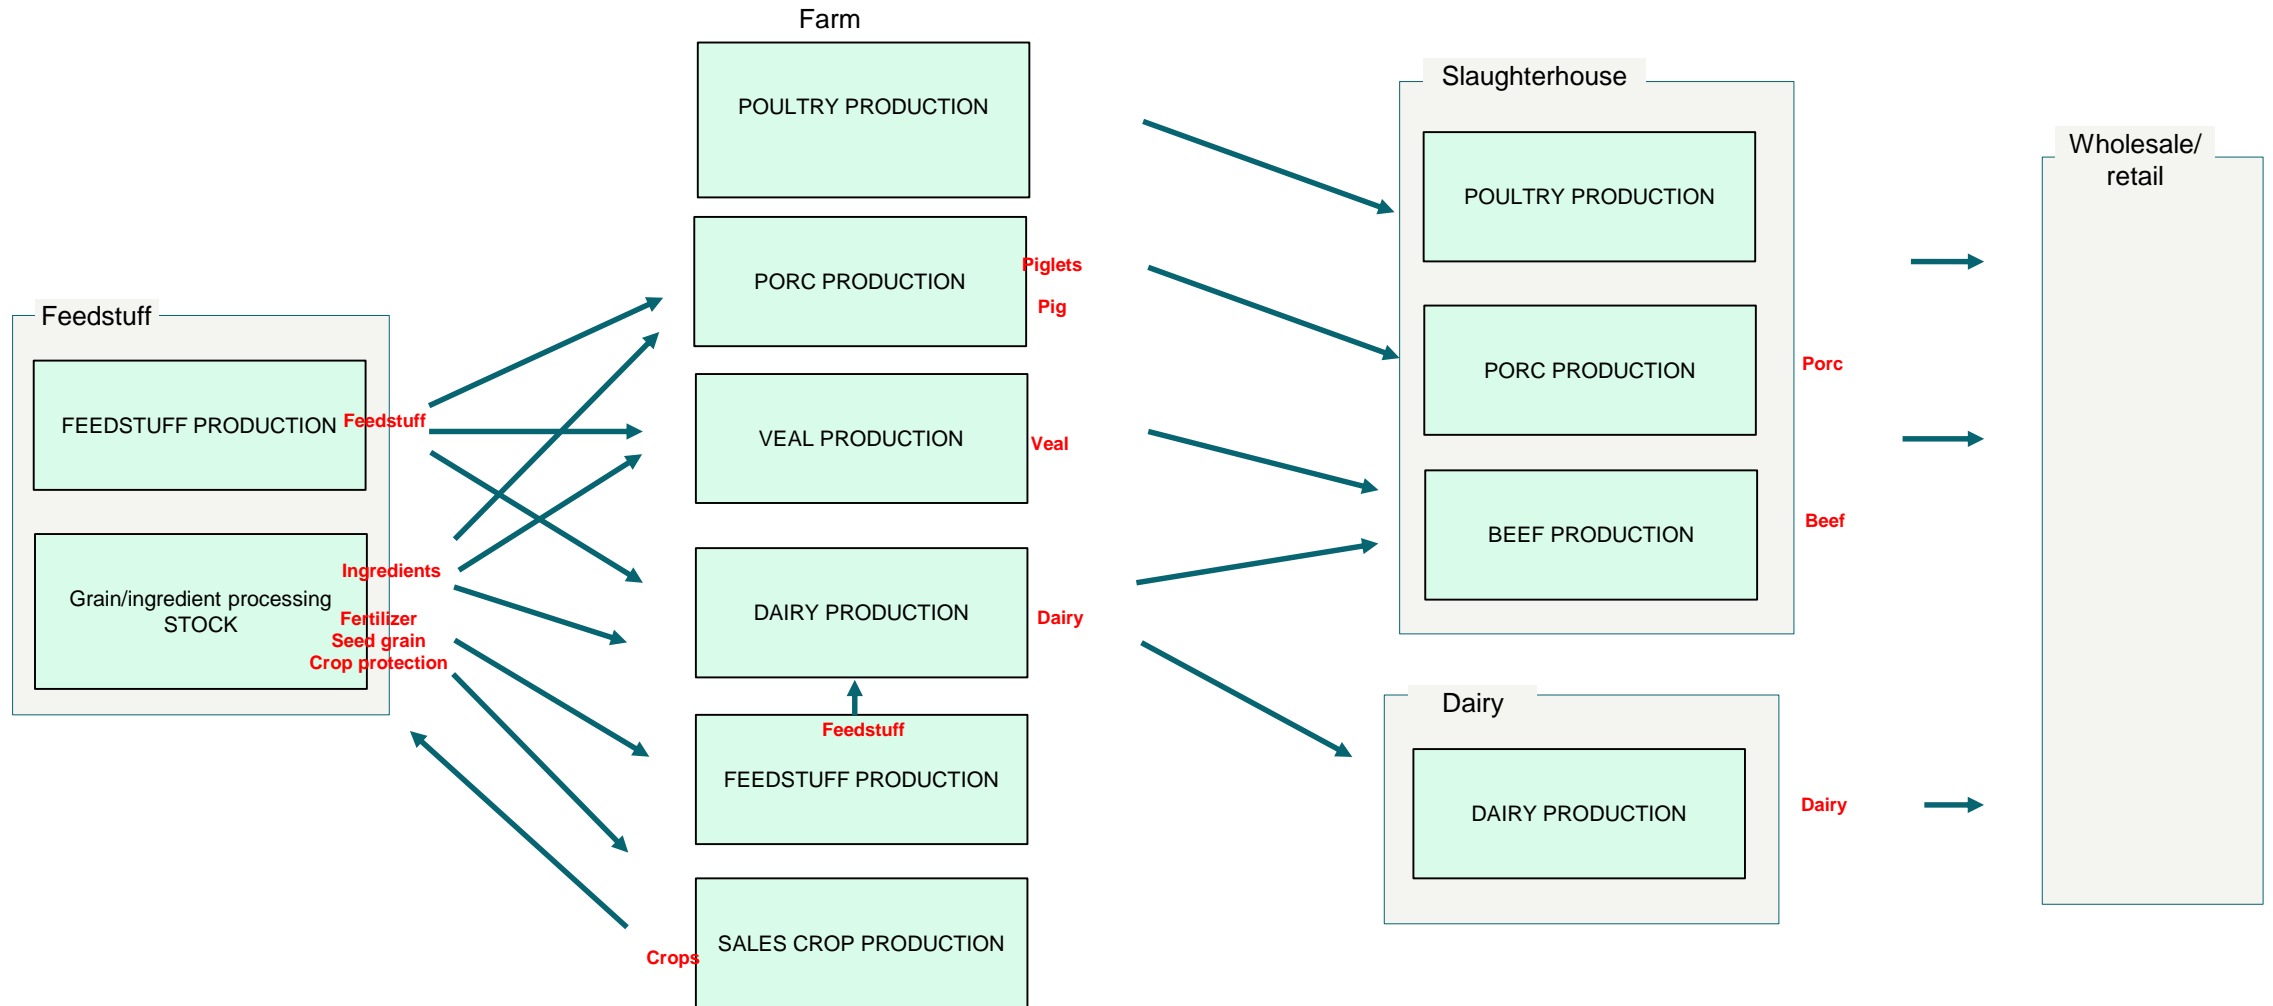 Farm
POULTRY PRODUCTION
PORC PRODUCTION
Piglets
Pig
VEAL PRODUCTION
Veal
DAIRY PRODUCTION
Dairy
Feedstuff
FEEDSTUFF PRODUCTION
SALES CROP PRODUCTION
Crops
Feedstuff
FEEDSTUFF PRODUCTION
Feedstuff
Grain/ingredient processing
STOCK
Ingredients
Fertilizer
Seed grain
Crop protection
Slaughterhouse
POULTRY PRODUCTION
PORC PRODUCTION
Porc
BEEF PRODUCTION
Beef
Dairy
DAIRY PRODUCTION
Dairy
Wholesale/
retail